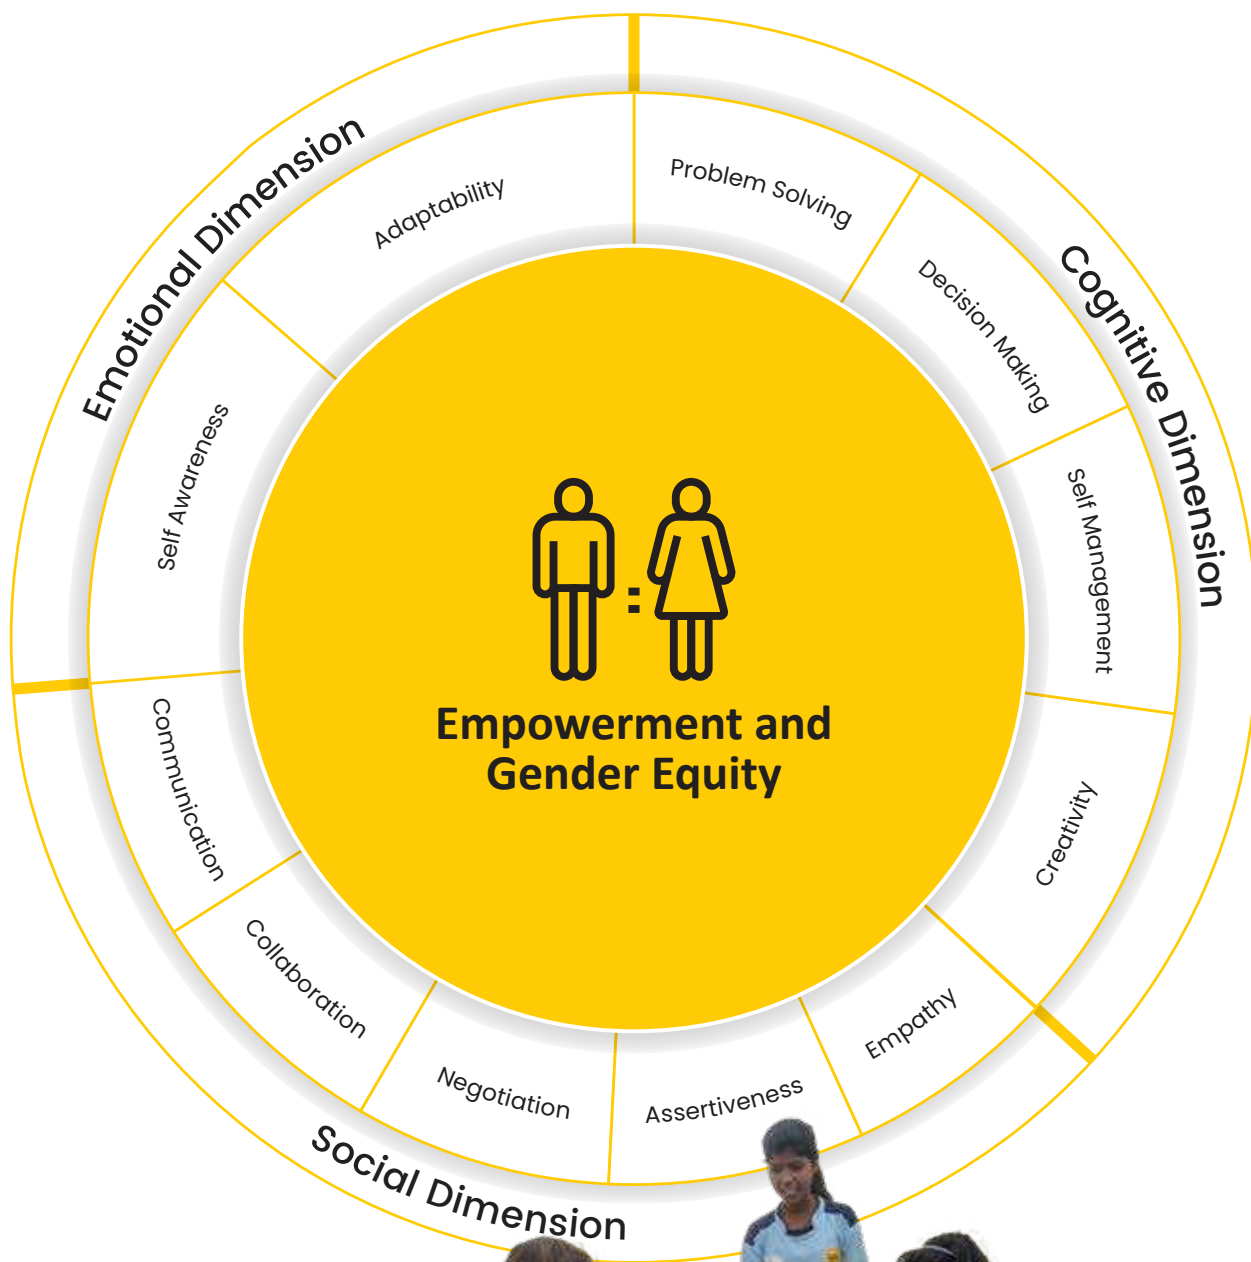 Emotional Dimension
Adaptability
Self Awareness
Cognitive Dimension
Problem Solving
Decision Making
Self Management
Creativity
Social Dimension
Empathy
Assertiveness
Negotiation
Collaboration
Communication
:
Empowerment and
Gender Equity